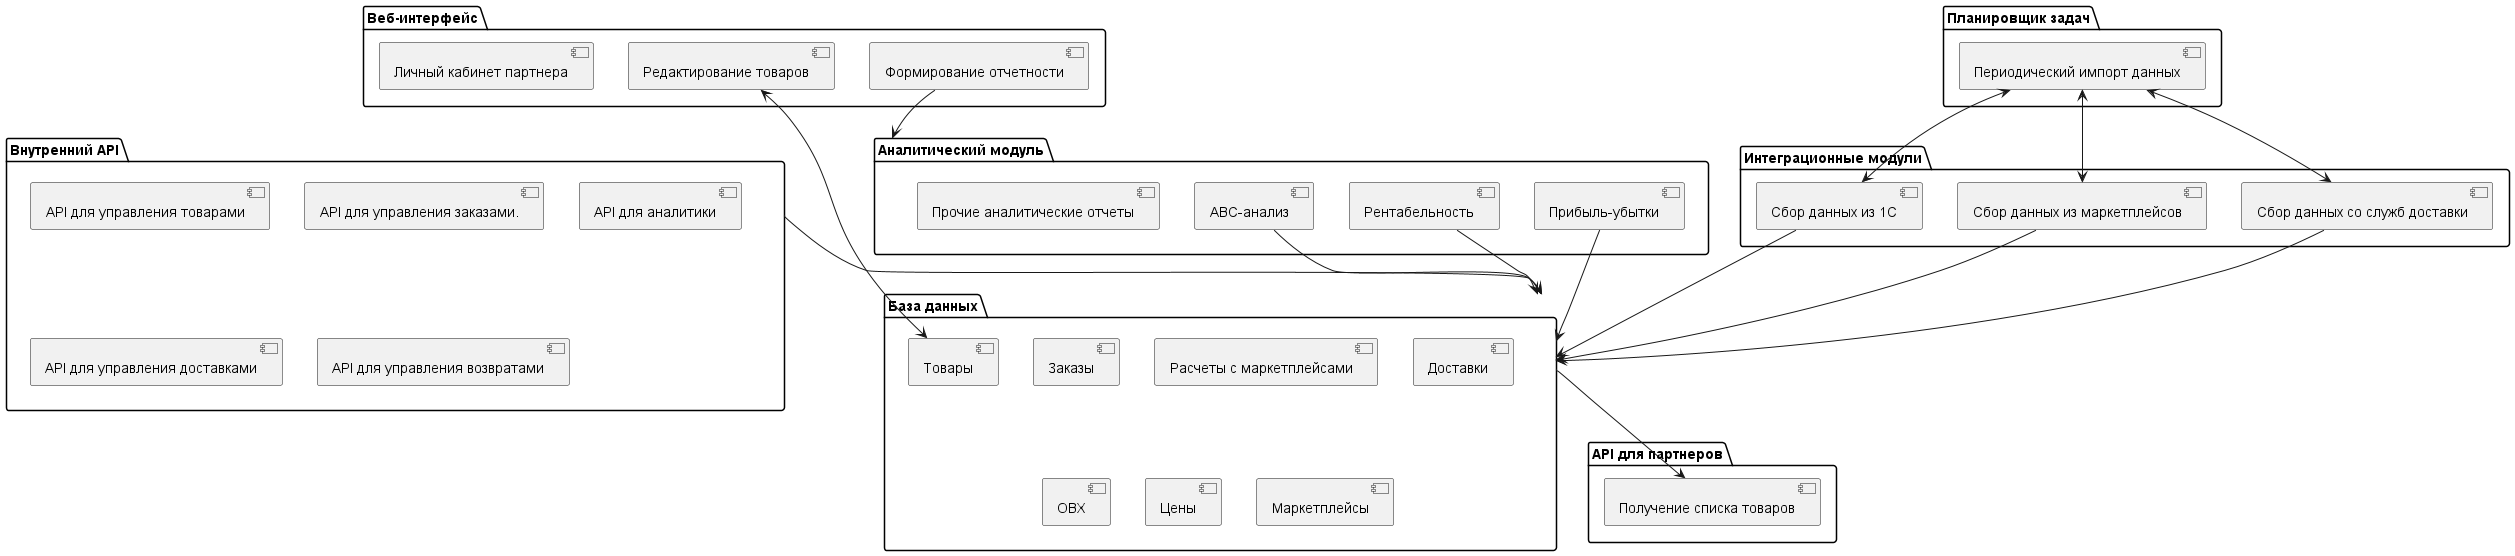 Веб-интерфейс
Личный кабинет партнера
Редактирование товаров
Формирование отчетности
Планировщик задач
Периодический импорт данных
Внутренний API
API для управления товарами
API для управления заказами.
API для аналитики
API для управления доставками
API для управления возвратами
Аналитический модуль
Прочие аналитические отчеты
ABC-анализ
Рентабельность
Прибыль-убытки
Интеграционные модули
Сбор данных из 1С
Сбор данных из маркетплейсов
Сбор данных со служб доставки
База данных
Товары
Заказы
Расчеты с маркетплейсами
Доставки
ОВХ
Цены
Маркетплейсы
API для партнеров
Получение списка товаров